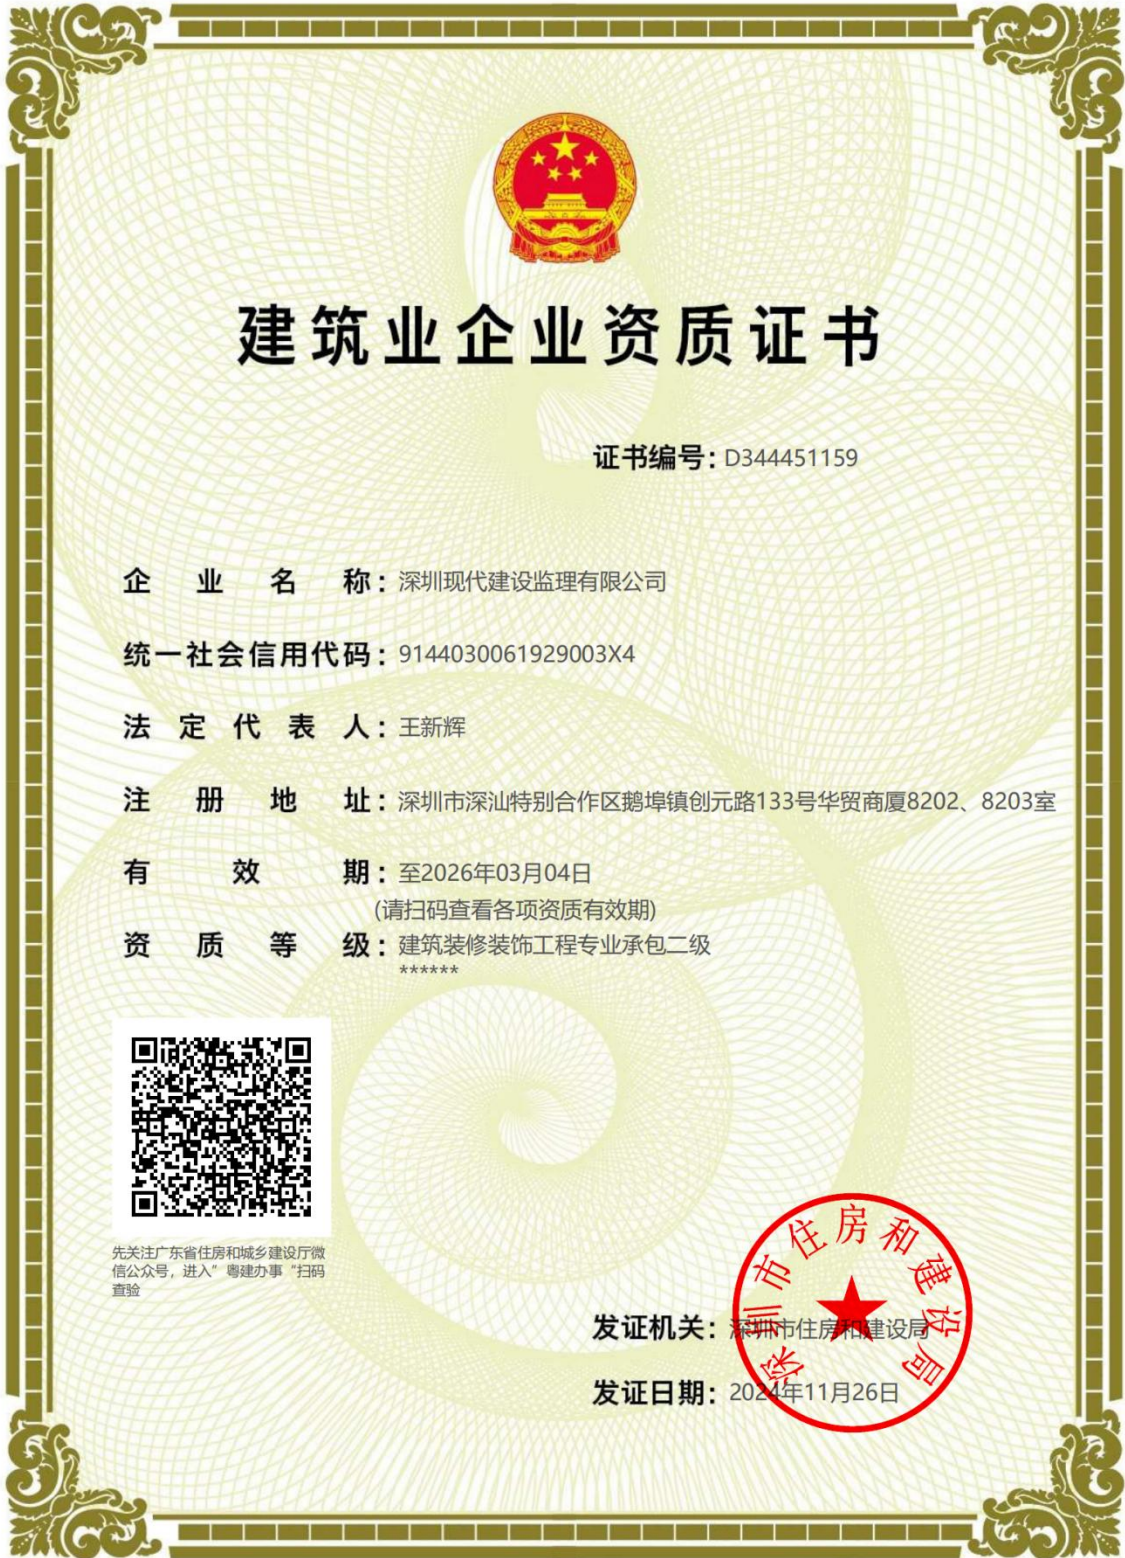 建筑业企业资质证书
证书编号：D344451159
企业名称：深圳现代建设监理有限公司
统一社会信用代码：9144030061929003X4
法定代表人：王新辉
注册地址：深圳市深汕特别合作区鹅埠镇创元路133号华贸商厦8202、8203室
有效期：至2026年03月04日
(请扫码查看各项资质有效期)
资质等级：建筑装修装饰工程专业承包二级
******
先关注广东省住房和城乡建设厅微
信公众号，进入“粤建办事“扫码
查验
发证机关：深圳市住房和建设局
发证日期：2024年11月26日
深圳市住房和建设局